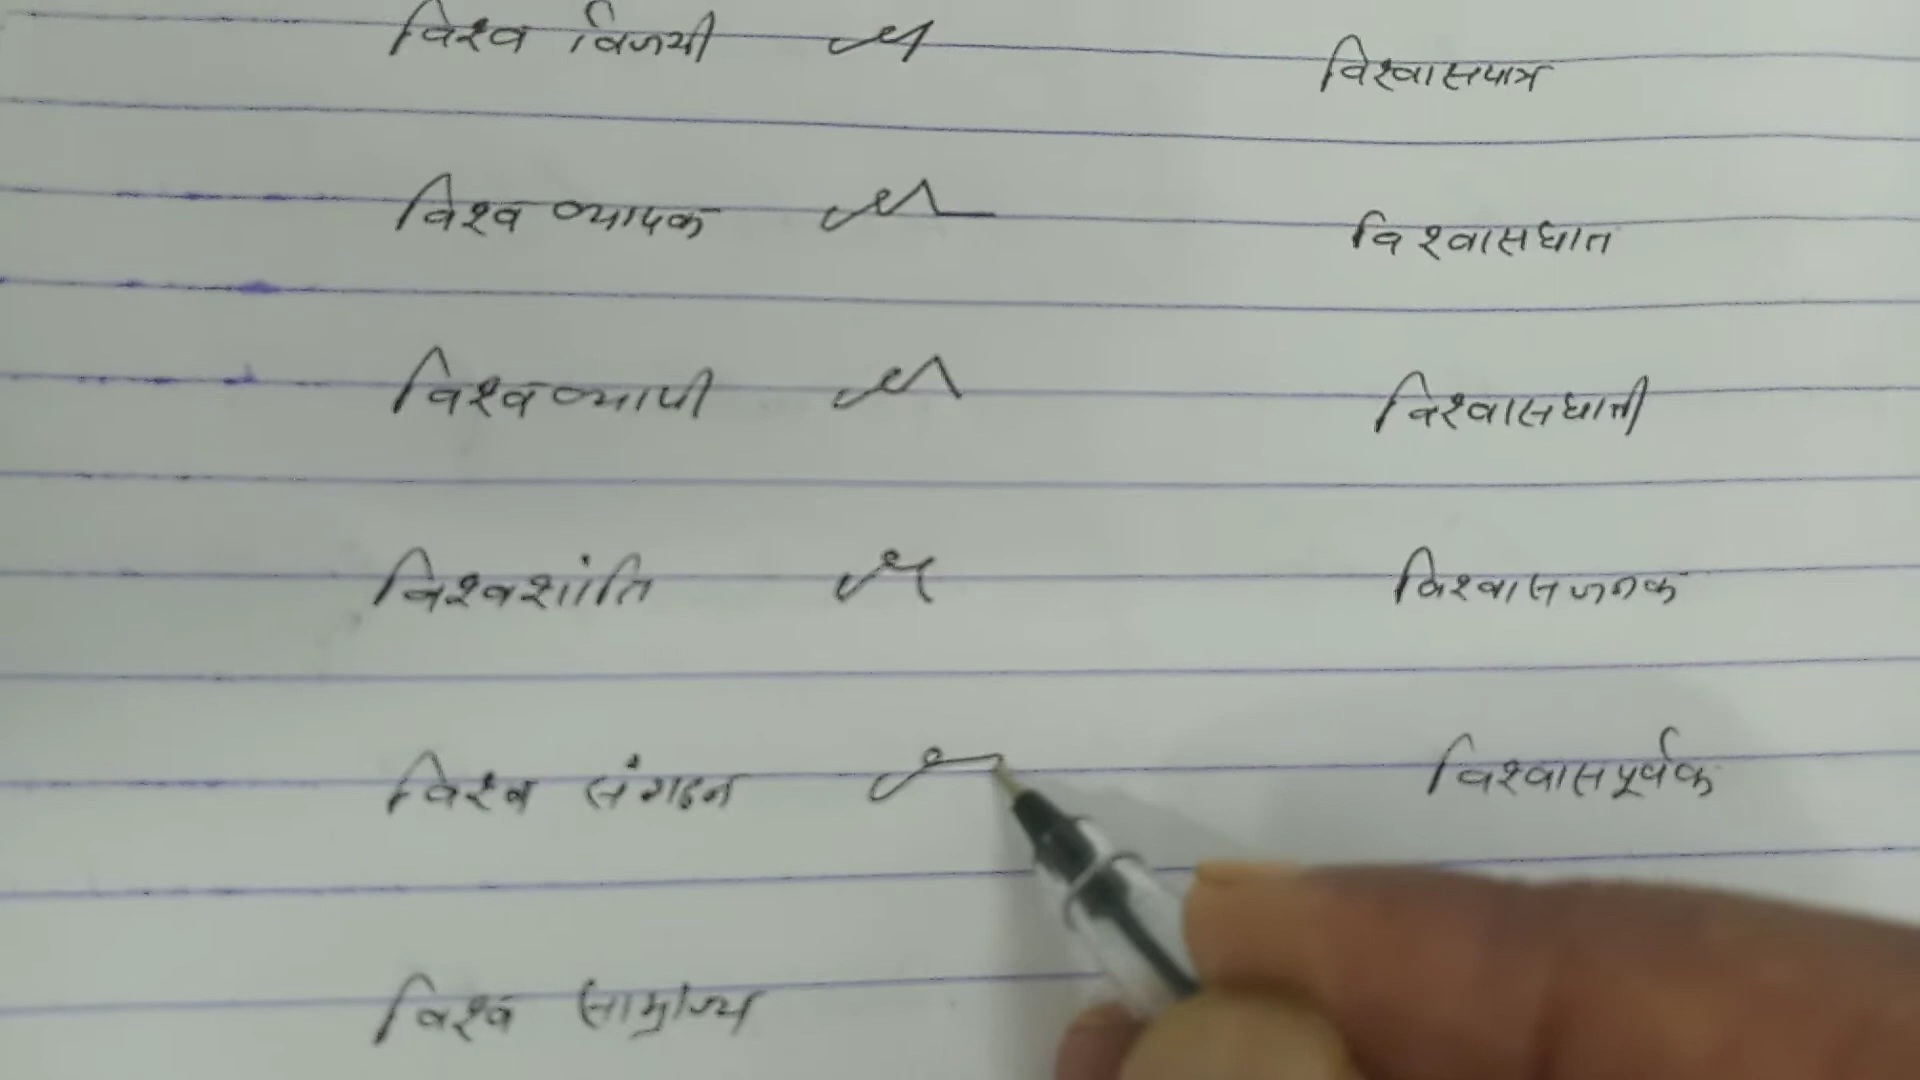 विश्व विजयी विश्वासपात्र
विश्व व्यापक विश्वासघात
विश्वव्यापी विश्वासघाती
विश्वशांति विश्वासजनक
विश्व संगठन विश्वासपूर्वक
विश्व साम्राज्य